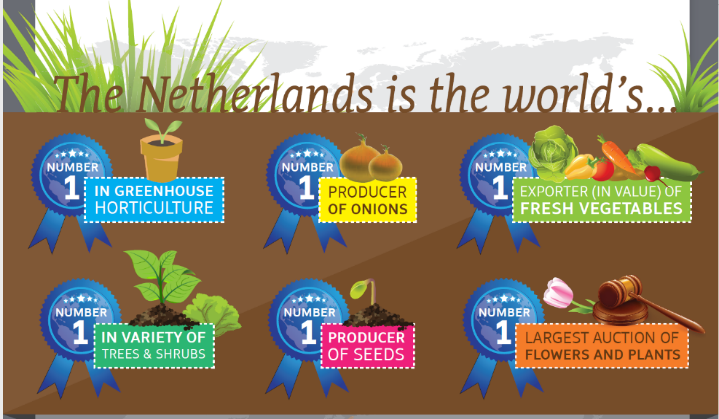 The Netherlands is the world's...
NUMBER
1
IN GREENHOUSE
HORTICULTURE
NUMBER
1
PRODUCER
OF ONIONS
NUMBER
1
EXPORTER (IN VALUE) OF
FRESH VEGETABLES
NUMBER
1
IN VARIETY OF
TREES & SHRUBS
NUMBER
1
PRODUCER
OF SEEDS
NUMBER
1
LARGEST AUCTION OF
FLOWERS AND PLANTS